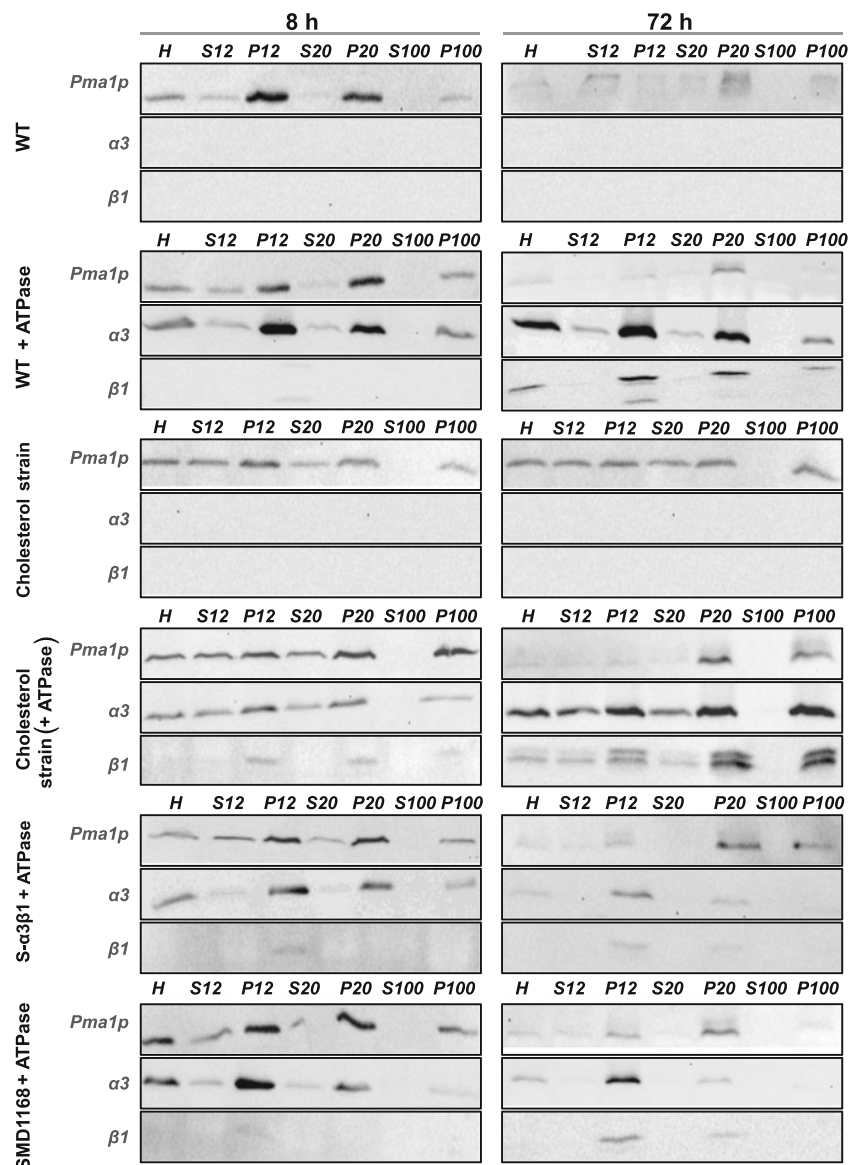 8 h 72 h
H S12 P12 S20 P20 S100 P100 H S12 P12 S20 P20 S100 P100
Pma1p
WT
α3
β1
H S12 P12 S20 P20 S100 P100 H S12 P12 S20 P20 S100 P100
Pma1p
WT + ATPase
α3
β1
H S12 P12 S20 P20 S100 P100 H S12 P12 S20 P20 S100 P100
Pma1p
Cholesterol strain
α3
β1
H S12 P12 S20 P20 S100 P100 H S12 P12 S20 P20 S100 P100
Pma1p
Cholesterol
strain (+ ATPase)
α3
β1
H S12 P12 S20 P20 S100 P100 H S12 P12 S20 P20 S100 P100
Pma1p
S-α3β1 + ATPase
α3
β1
H S12 P12 S20 P20 S100 P100 H S12 P12 S20 P20 S100 P100
Pma1p
SMD1168 + ATPase
α3
β1